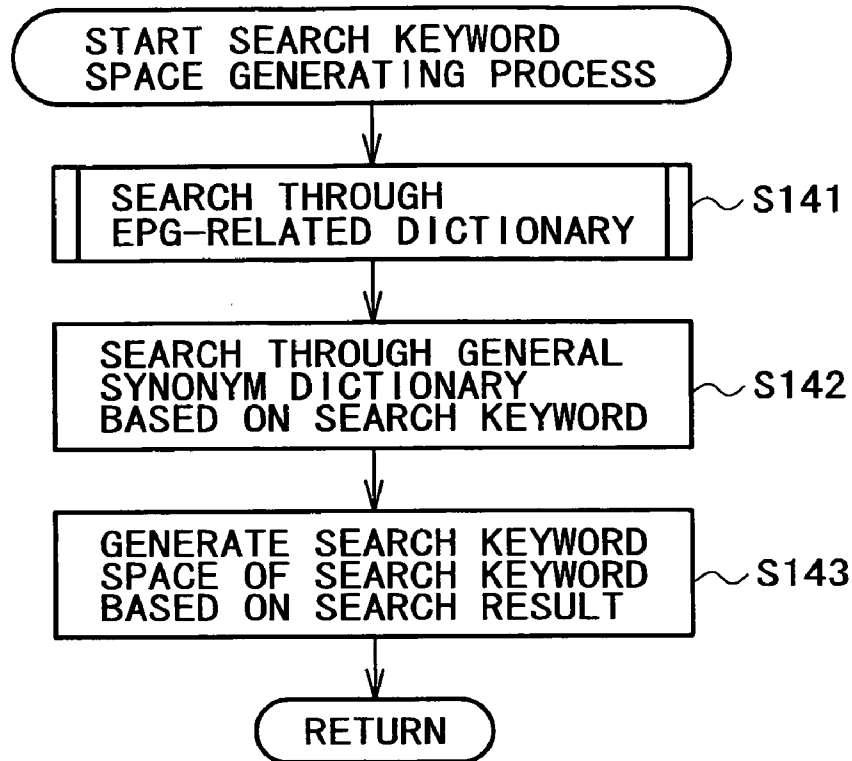 START SEARCH KEYWORD
SPACE GENERATING PROCESS
SEARCH THROUGH
EPG-RELATED DICTIONARY
S141
SEARCH THROUGH GENERAL
SYNONYM DICTIONARY
BASED ON SEARCH KEYWORD
S142
GENERATE SEARCH KEYWORD
SPACE OF SEARCH KEYWORD
BASED ON SEARCH RESULT
S143
RETURN